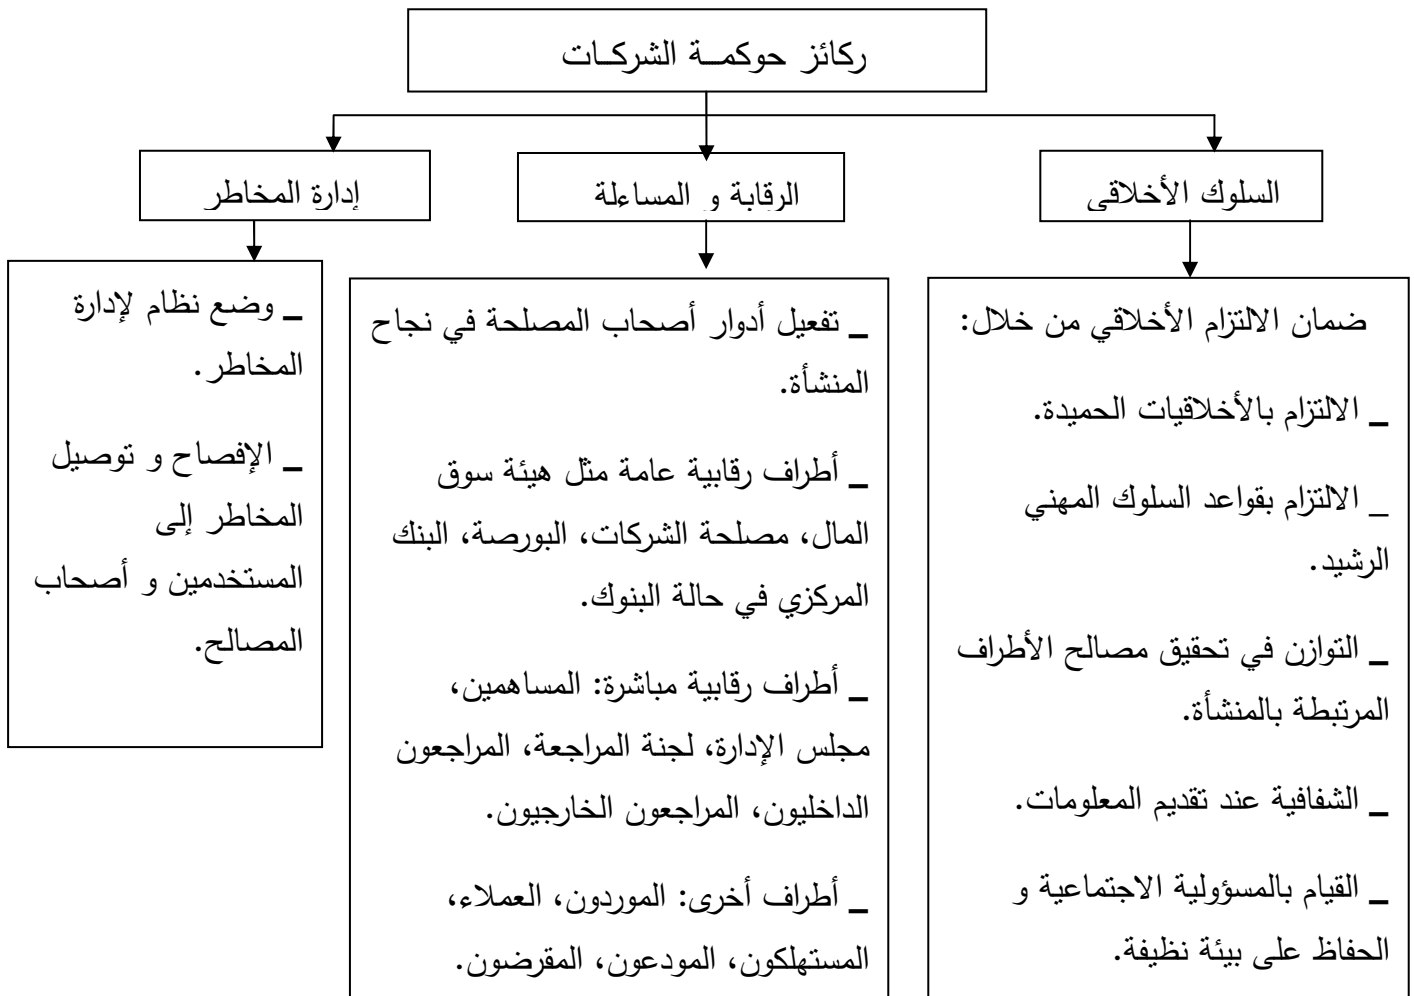 ركائز حوكمــة الشركــات
السلوك الأخلاقي
الرقابة و المساءلة
إدارة المخاطر
ضمان الالتزام الأخلاقي من خلال:
_ الالتزام بالأخلاقيات الحميدة.
_ الالتزام بقواعد السلوك المهني
الرشيد.
_ التوازن في تحقيق مصالح الأطراف
المرتبطة بالمنشأة.
_ الشفافية عند تقديم المعلومات.
_ القيام بالمسؤولية الاجتماعية و
الحفاظ على بيئة نظيفة.
_ تفعيل أدوار أصحاب المصلحة في نجاح
المنشأة.
_ أطراف رقابية عامة مثل هيئة سوق
المال، مصلحة الشركات، البورصة، البنك
المركزي في حالة البنوك.
_ أطراف رقابية مباشرة: المساهمين،
مجلس الإدارة، لجنة المراجعة، المراجعون
الداخليون، المراجعون الخارجيون.
_ أطراف أخرى: الموردون، العملاء،
المستهلكون، المودعون، المقرضون.
_ وضع نظام لإدارة
المخاطر.
_ الإفصاح و توصيل
المخاطر إلى
المستخدمين و أصحاب
المصالح.